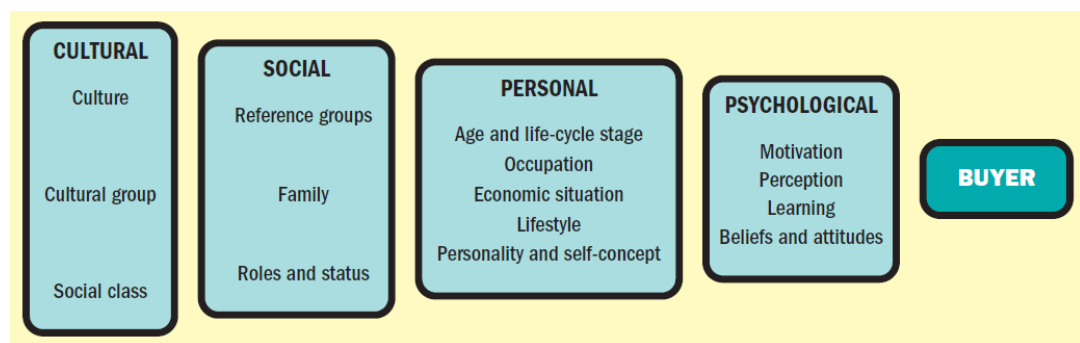 CULTURAL
Culture
Cultural group
Social class
SOCIAL
Reference groups
Family
Roles and status
PERSONAL
Age and life-cycle stage
Occupation
Economic situation
Lifestyle
Personality and self-concept
PSYCHOLOGICAL
Motivation
Perception
Learning
Beliefs and attitudes
BUYER